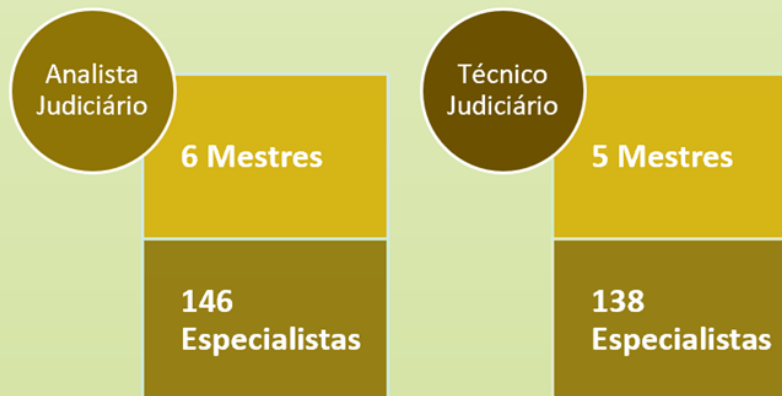 Analista
Judiciário
6 Mestres
146
Especialistas
Técnico
Judiciário
5 Mestres
138
Especialistas